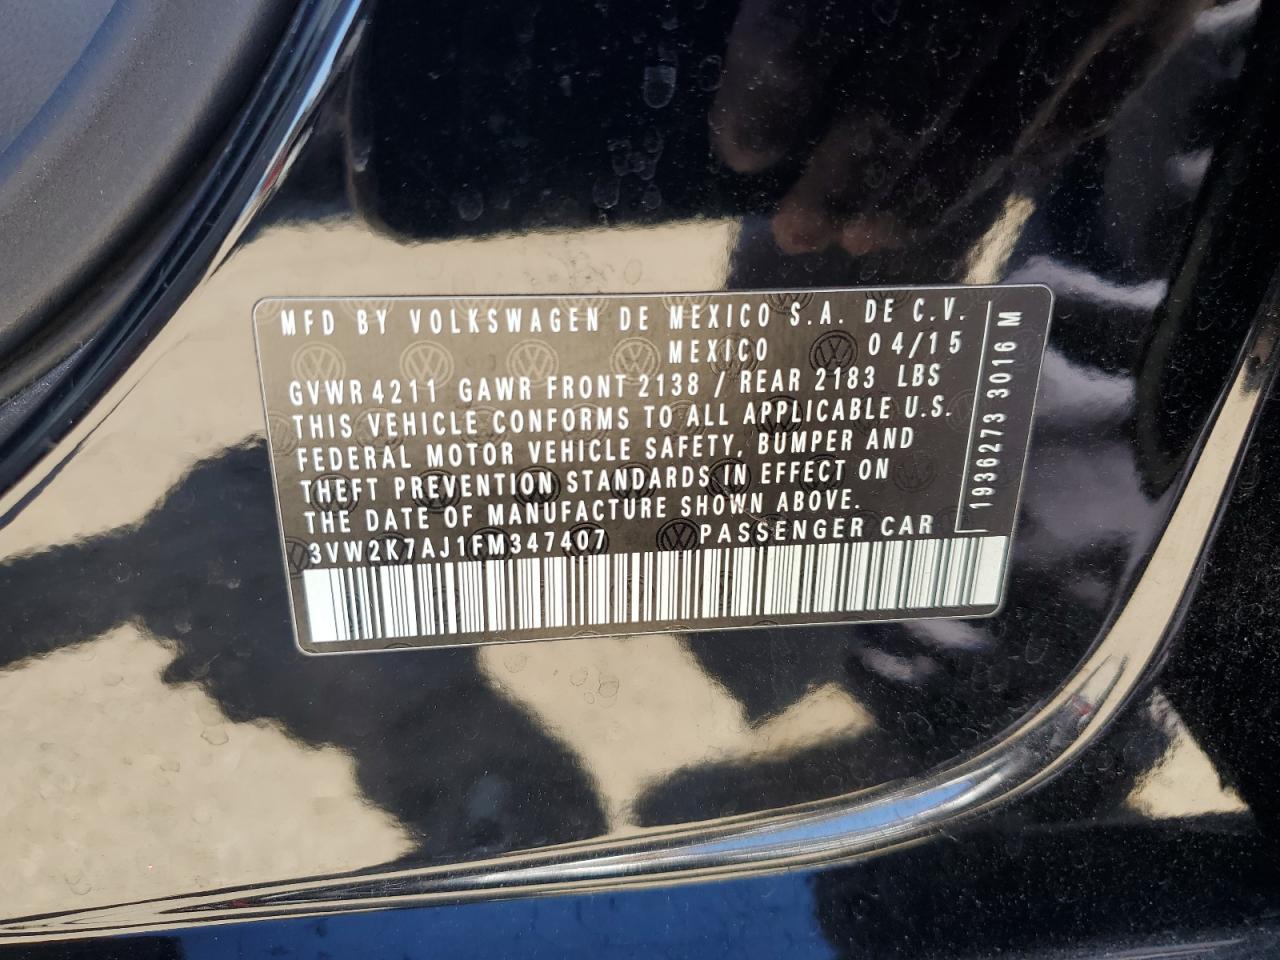 MFD BY VOLKSWAGEN DE MEXICO S.A. DE C.V.
MEXICO 04/15
GVWR 4211 GAWR FRONT 2138 / REAR 2183 LBS
THIS VEHICLE CONFORMS TO ALL APPLICABLE U.S.
FEDERAL MOTOR VEHICLE SAFETY, BUMPER AND
THEFT PREVENTION STANDARDS IN EFFECT ON
THE DATE OF MANUFACTURE SHOWN ABOVE.
3VW2K7AJ1FM347407 PASSENGER CAR
1936273 3016 M